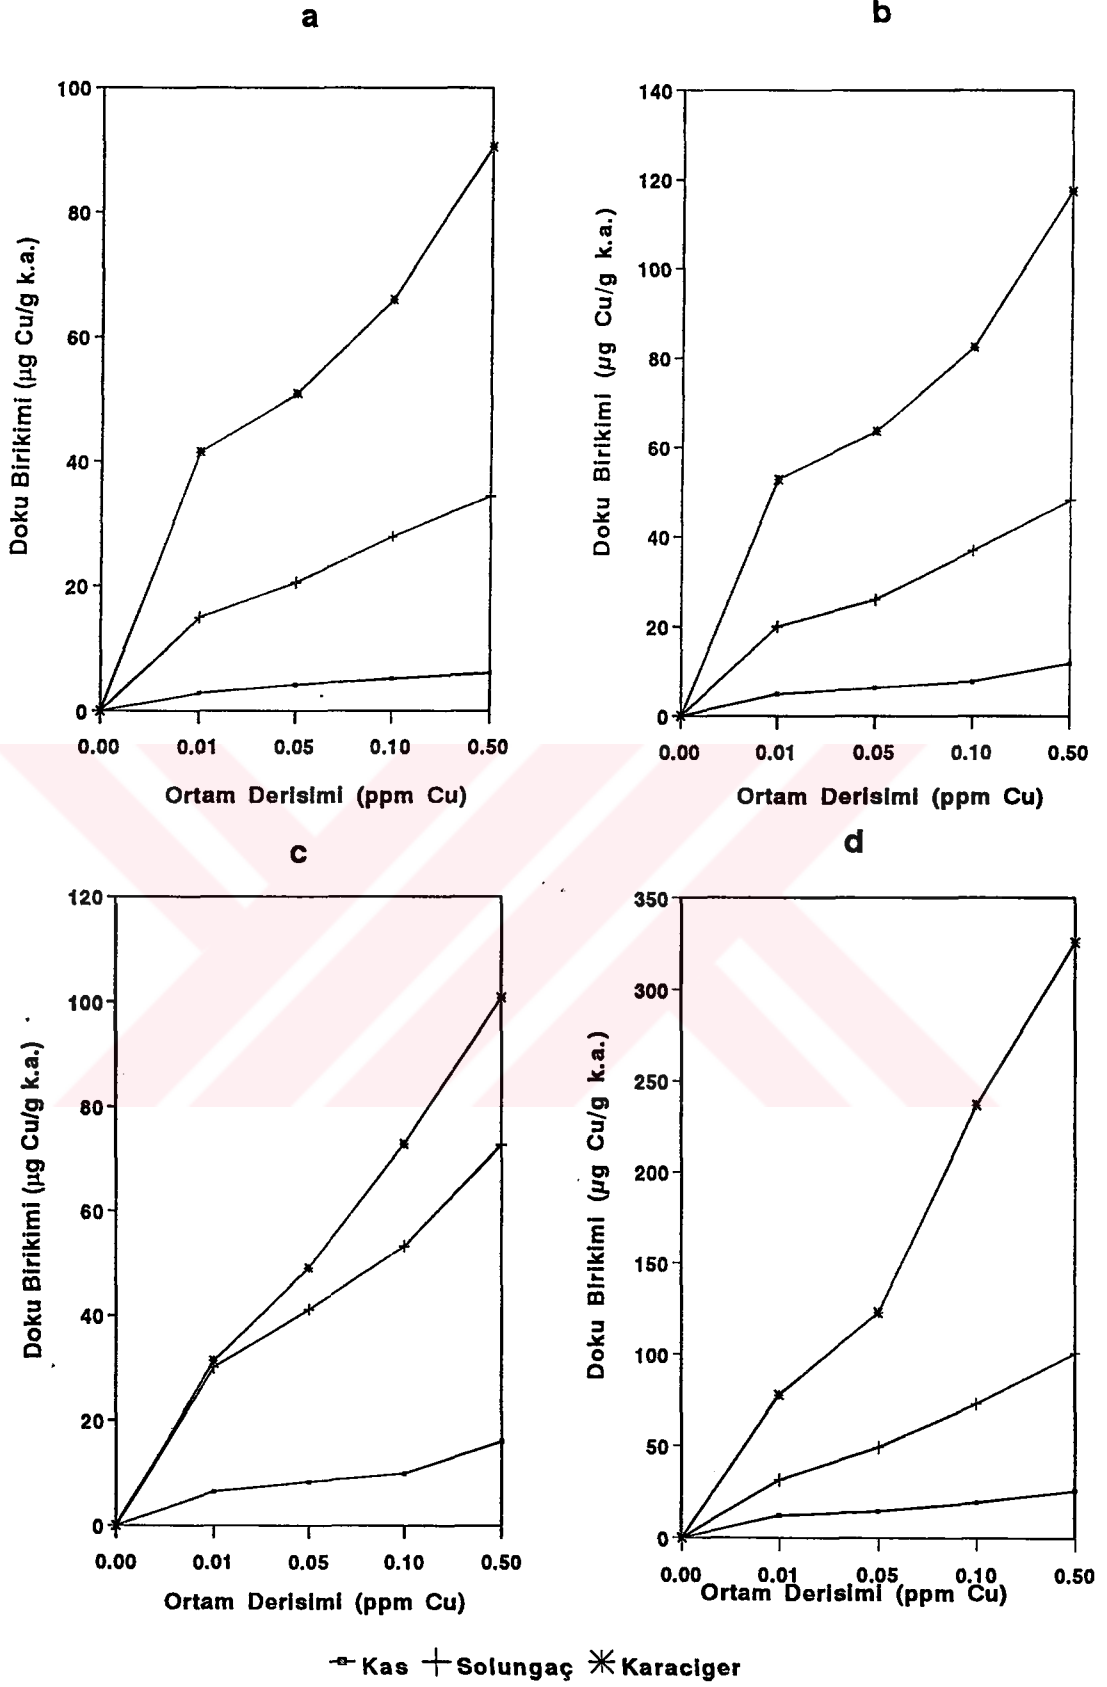 a
100
80
60
40
20
0
Doku Birikimi (µg Cu/g k.a.)
0.00 0.01 0.05 0.10 0.50
Ortam Derisimi (ppm Cu)
b
140
120
100
80
60
40
20
0
Doku Birikimi (µg Cu/g k.a.)
0.00 0.01 0.05 0.10 0.50
Ortam Derisimi (ppm Cu)
c
120
100
80
60
40
20
0
Doku Birikimi (µg Cu/g k.a.)
0.00 0.01 0.05 0.10 0.50
Ortam Derisimi (ppm Cu)
d
350
300
250
200
150
100
50
0
Doku Birikimi (µg Cu/g k.a.)
0.00 0.01 0.05 0.10 0.50
Ortam Derisimi (ppm Cu)
Kas Solungaç Karaciger